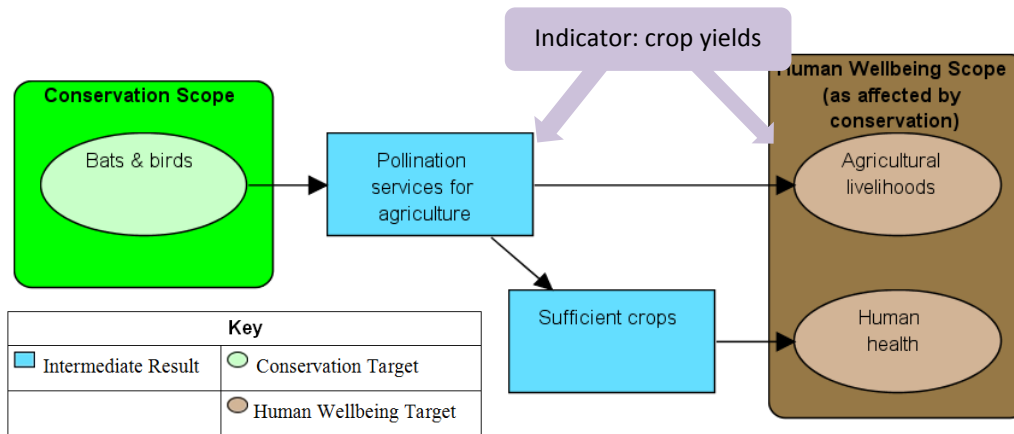 Indicator: crop yields
Conservation Scope
Human Wellbeing Scope
(as affected by
conservation)
Bats & birds
Pollination
services for
agriculture
Agricultural
livelihoods
Sufficient crops
Human
health
Key
Intermediate Result
Conservation Target
Human Wellbeing Target